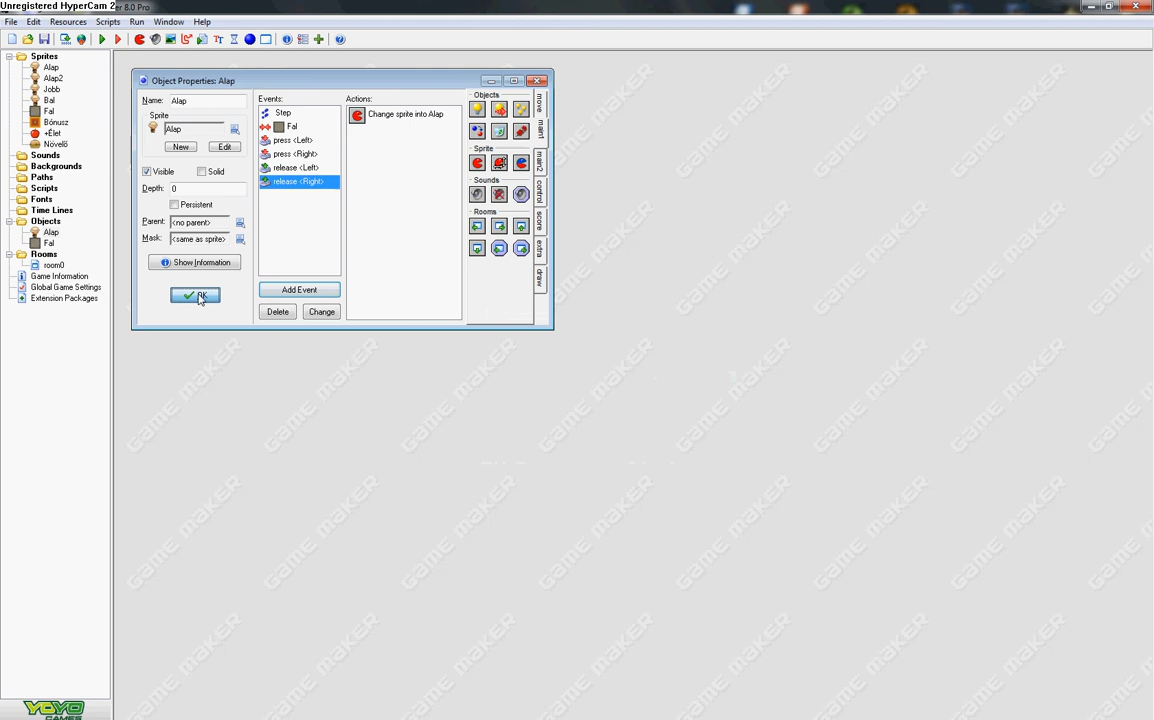 Unregistered HyperCam 2
er 8.0 Pro
File Edit Resources Scripts Run Window Help
Sprites
Alap
Alap2
Jobb
Bal
Fal
Bónusz
+Élet
Növelő
Sounds
Backgrounds
Paths
Scripts
Fonts
Time Lines
Objects
Alap
Fal
Rooms
room0
Game Information
Global Game Settings
Extension Packages
YOYO
GAMES
Object Properties: Alap
Name: Alap
Sprite
Alap
New Edit
Visible Solid
Depth: 0
Persistent
Parent: <no parent>
Mask: <same as sprite>
Show Information
OK
Events:
Step
Fal
press <Left>
press <Right>
release <Left>
release <Right>
Add Event
Delete Change
Actions:
Change sprite into Alap
Objects
Sprite
Sounds
Rooms
move
main1
main2
control
score
extra
draw
GAME MAKER